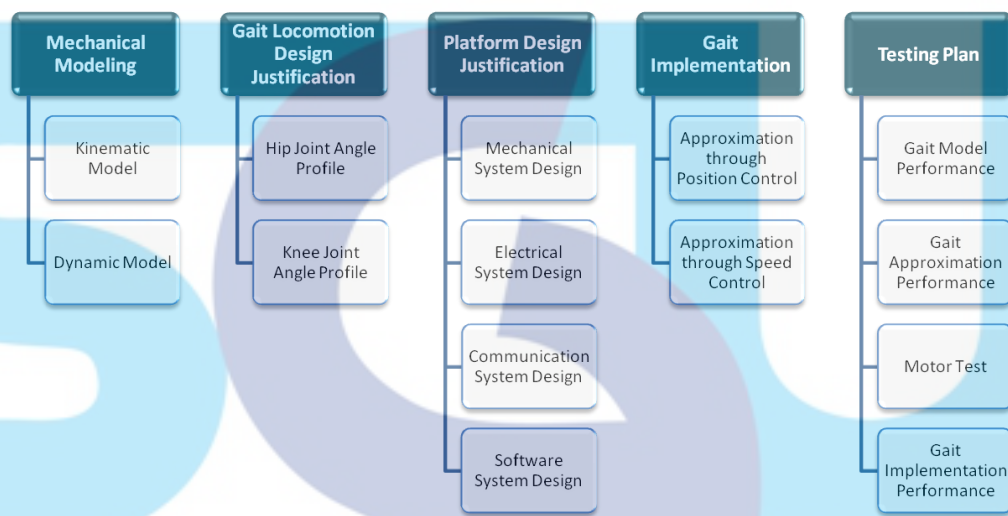 Mechanical
Modeling
Kinematic
Model
Dynamic Model
Gait Locomotion
Design
Justification
Hip Joint Angle
Profile
Knee Joint
Angle Profile
Platform Design
Justification
Mechanical
System Design
Electrical
System Design
Communication
System Design
Software
System Design
Gait
Implementation
Approximation
through
Position Control
Approximation
through Speed
Control
Testing Plan
Gait Model
Performance
Gait
Approximation
Performance
Motor Test
Gait
Implementation
Performance
SGU